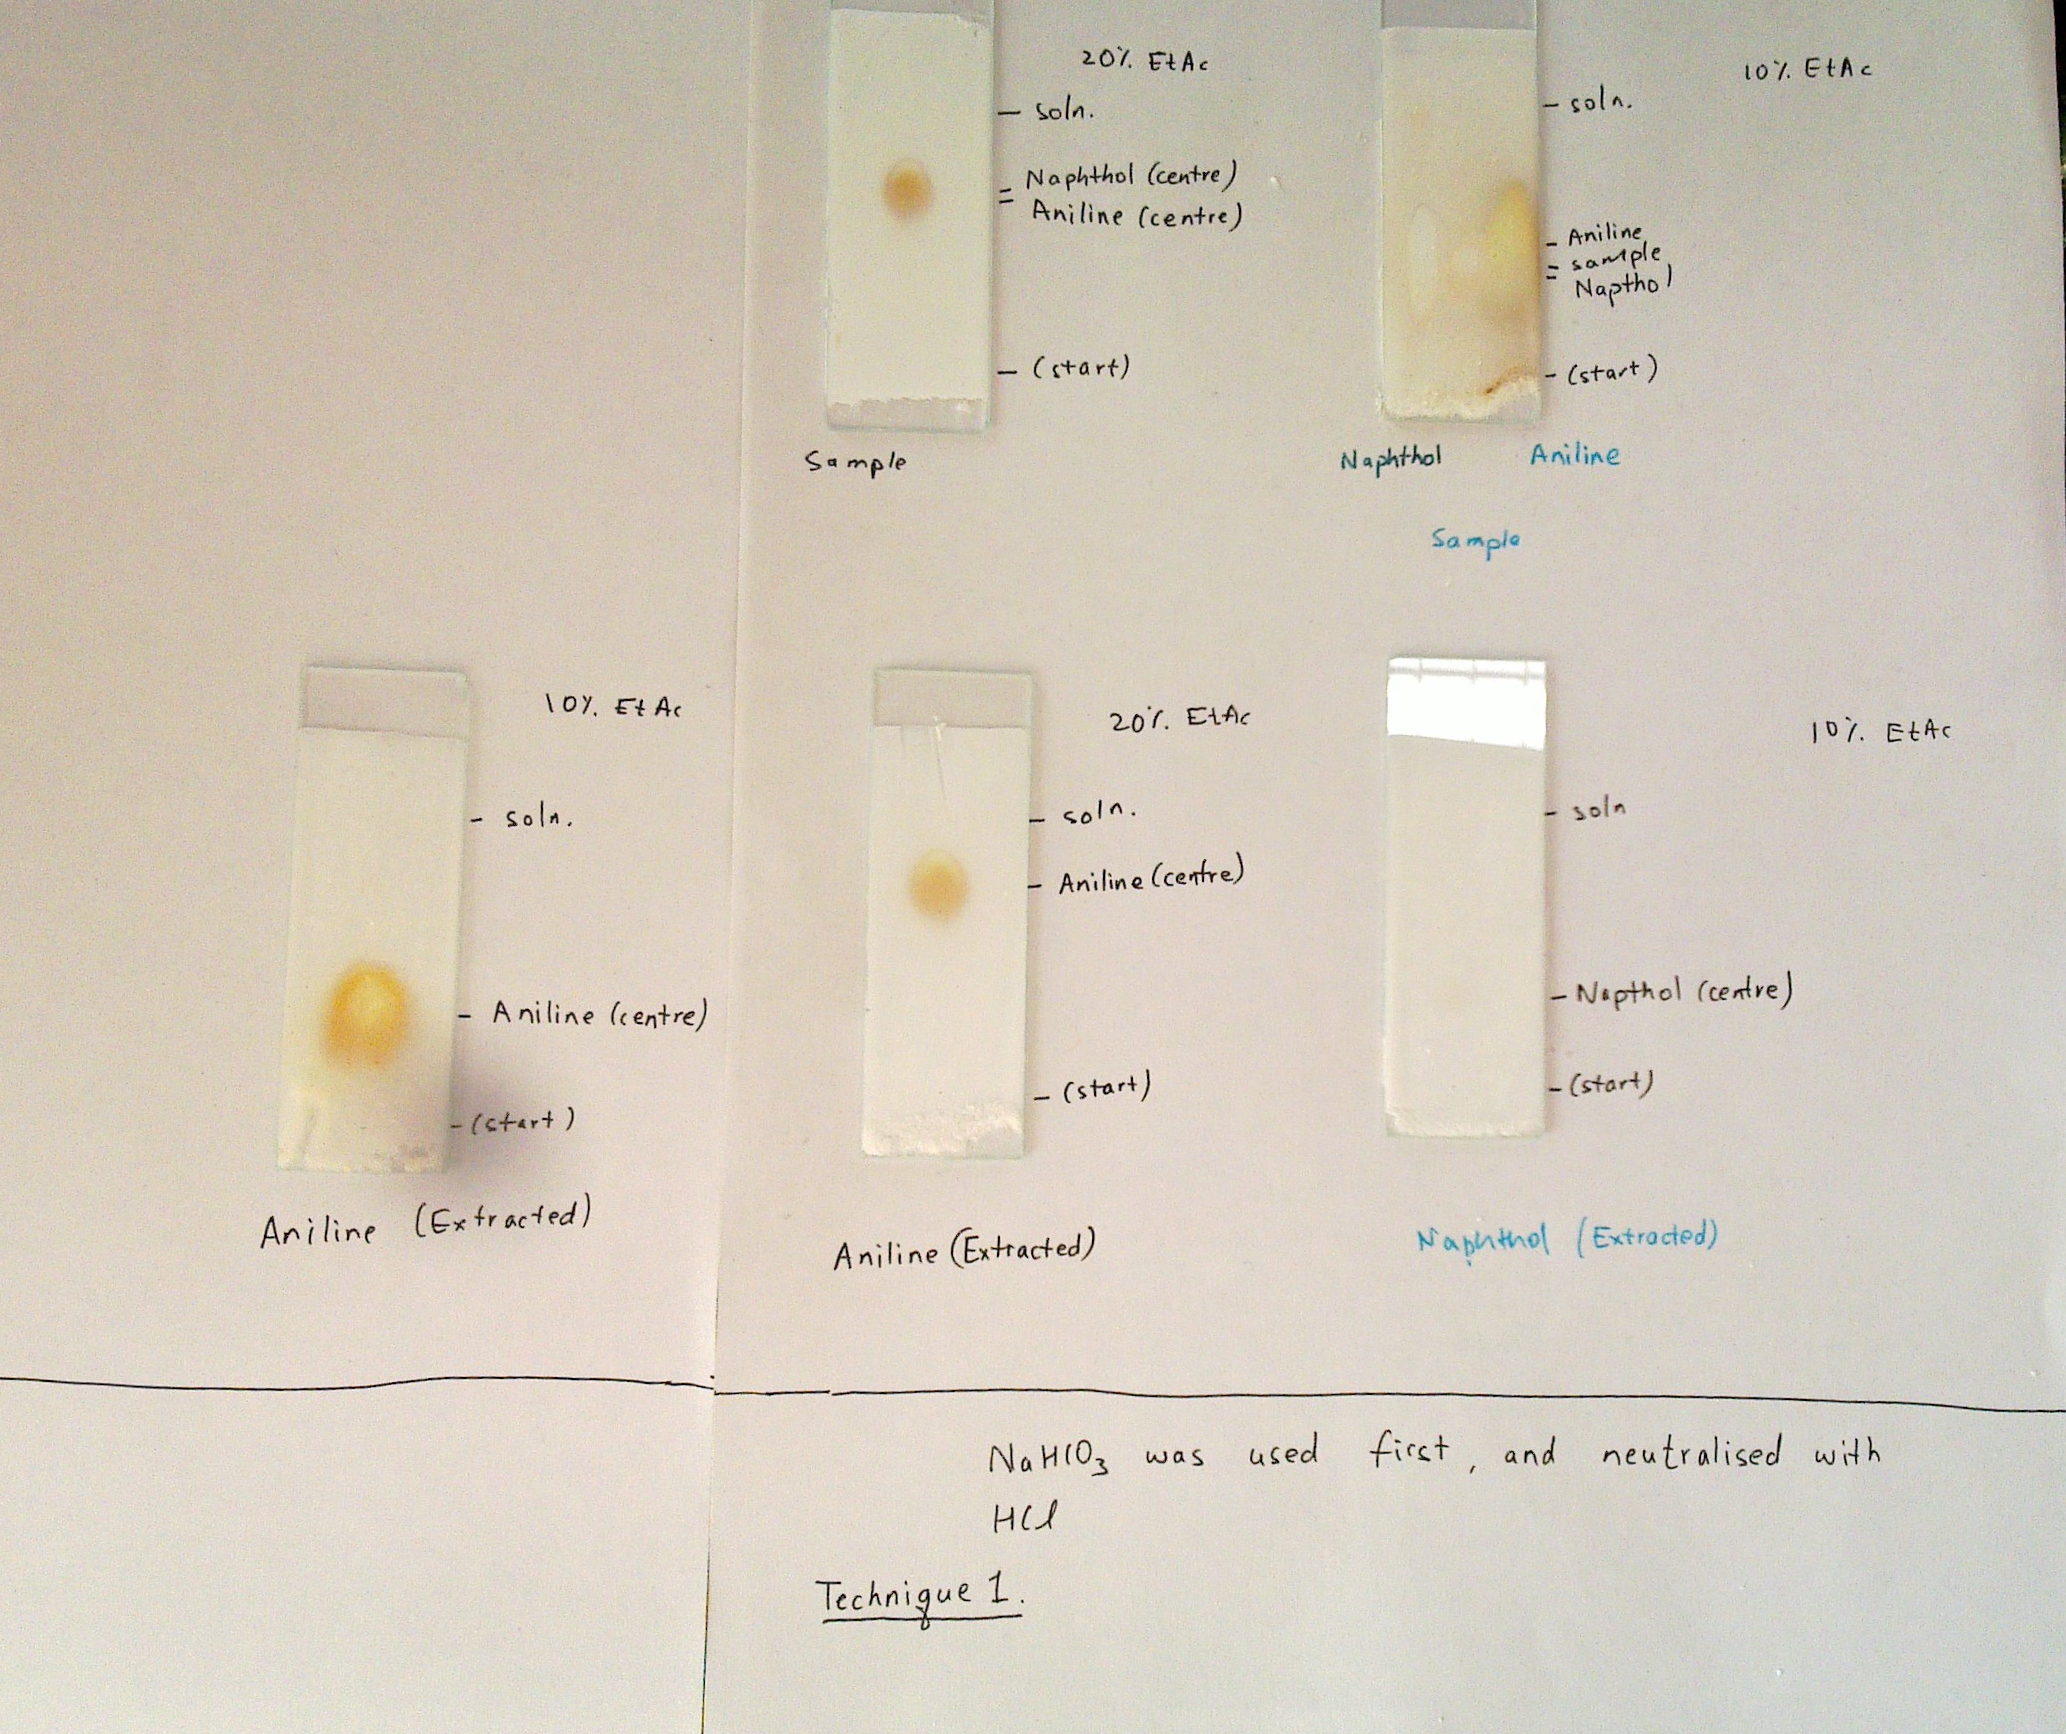 20% EtAc
— soln.
= Naphthol (centre)
Aniline (centre)
— (start)
Sample
10% EtAc
- soln.
- Aniline
= sample
Napthol
- (start)
Naphthol
Aniline
Sample
10% EtAc
- soln.
- Aniline (centre)
- (start)
Aniline (Extracted)
20% EtAc
- soln.
- Aniline (centre)
- (start)
Aniline (Extracted)
10% EtAc
- soln
- Napthol (centre)
- (start)
Naphthol (Extracted)
NaHCO3 was used first, and neutralised with
HCl
Technique 1.